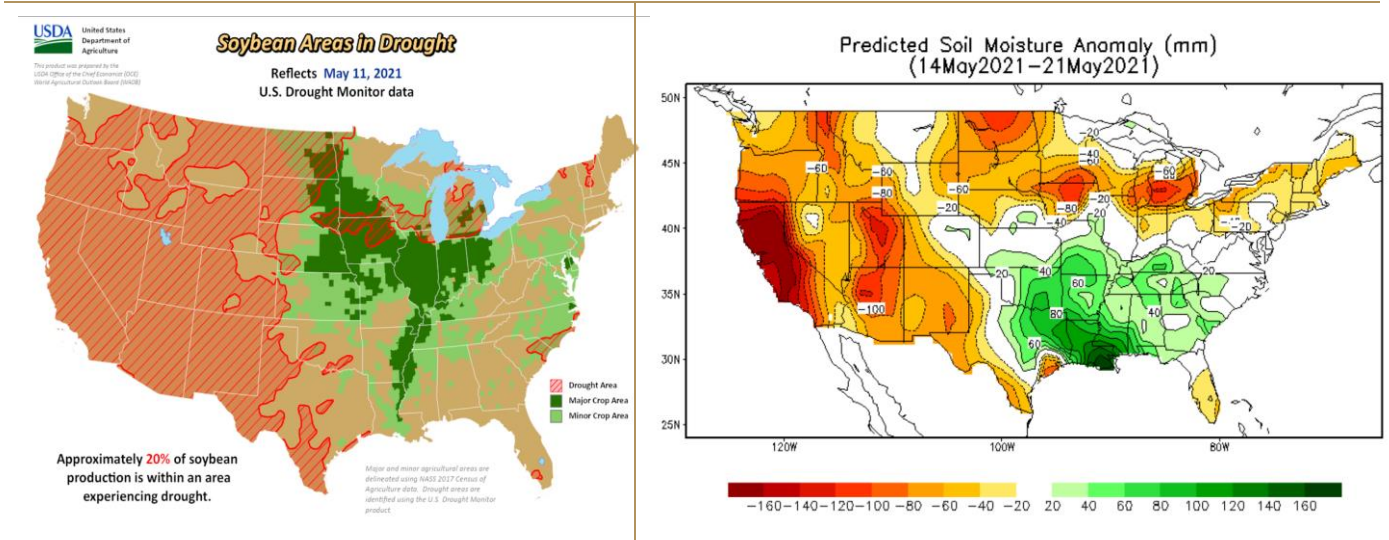 USDA
United States
Department of
Agriculture
This product was prepared by the
USDA Office of the Chief Economist (OCE)
World Agricultural Outlook Board (WAOB)
Soybean Areas in Drought
Reflects May 11, 2021
U.S. Drought Monitor data
Drought Area
Major Crop Area
Minor Crop Area
Approximately 20% of soybean
production is within an area
experiencing drought.
Major and minor agricultural areas are
delineated using NASS 2017 Census of
Agriculture data. Drought areas are
identified using the U.S. Drought Monitor
product
Predicted Soil Moisture Anomaly (mm)
(14May2021-21May2021)
50N
45N
40N
35N
30N
25N
-20
-40
-60
-60
-60
-80
-60
-20
-20
-80
-20
-40
-20
20
40
60
20
-100
80
40
60
120W
100W
80W
-160 -140 -120 -100 -80 -60 -40 -20 20 40 60 80 100 120 140 160